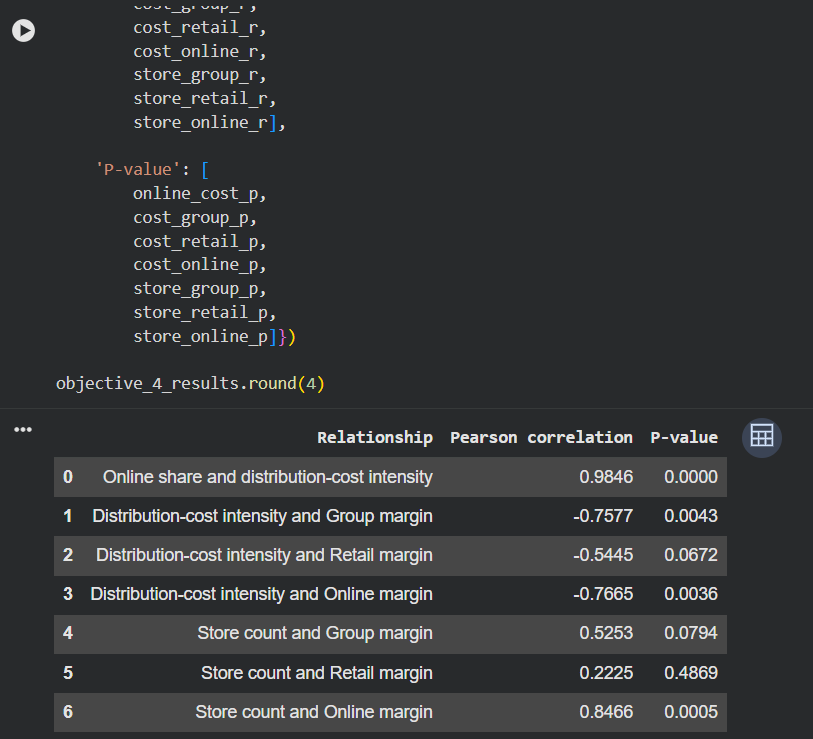 cost_group_r,
cost_retail_r,
cost_online_r,
store_group_r,
store_retail_r,
store_online_r],
'P-value': [
online_cost_p,
cost_group_p,
cost_retail_p,
cost_online_p,
store_group_p,
store_retail_p,
store_online_p]})
objective_4_results.round(4)
Relationship Pearson correlation P-value
0 Online share and distribution-cost intensity 0.9846 0.0000
1 Distribution-cost intensity and Group margin -0.7577 0.0043
2 Distribution-cost intensity and Retail margin -0.5445 0.0672
3 Distribution-cost intensity and Online margin -0.7665 0.0036
4 Store count and Group margin 0.5253 0.0794
5 Store count and Retail margin 0.2225 0.4869
6 Store count and Online margin 0.8466 0.0005